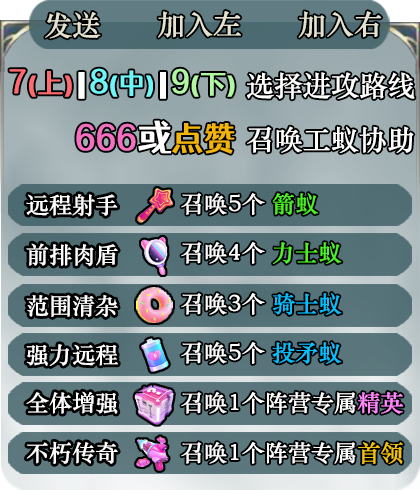 发送 加入左 加入右
7(上)|8(中)|9(下) 选择进攻路线
666或点赞 召唤工蚁协助
远程射手 召唤5个 箭蚁
前排肉盾 召唤4个 力士蚁
范围清杂 召唤3个 骑士蚁
强力远程 召唤5个 投矛蚁
全体增强 召唤1个阵营专属精英
不朽传奇 召唤1个阵营专属首领